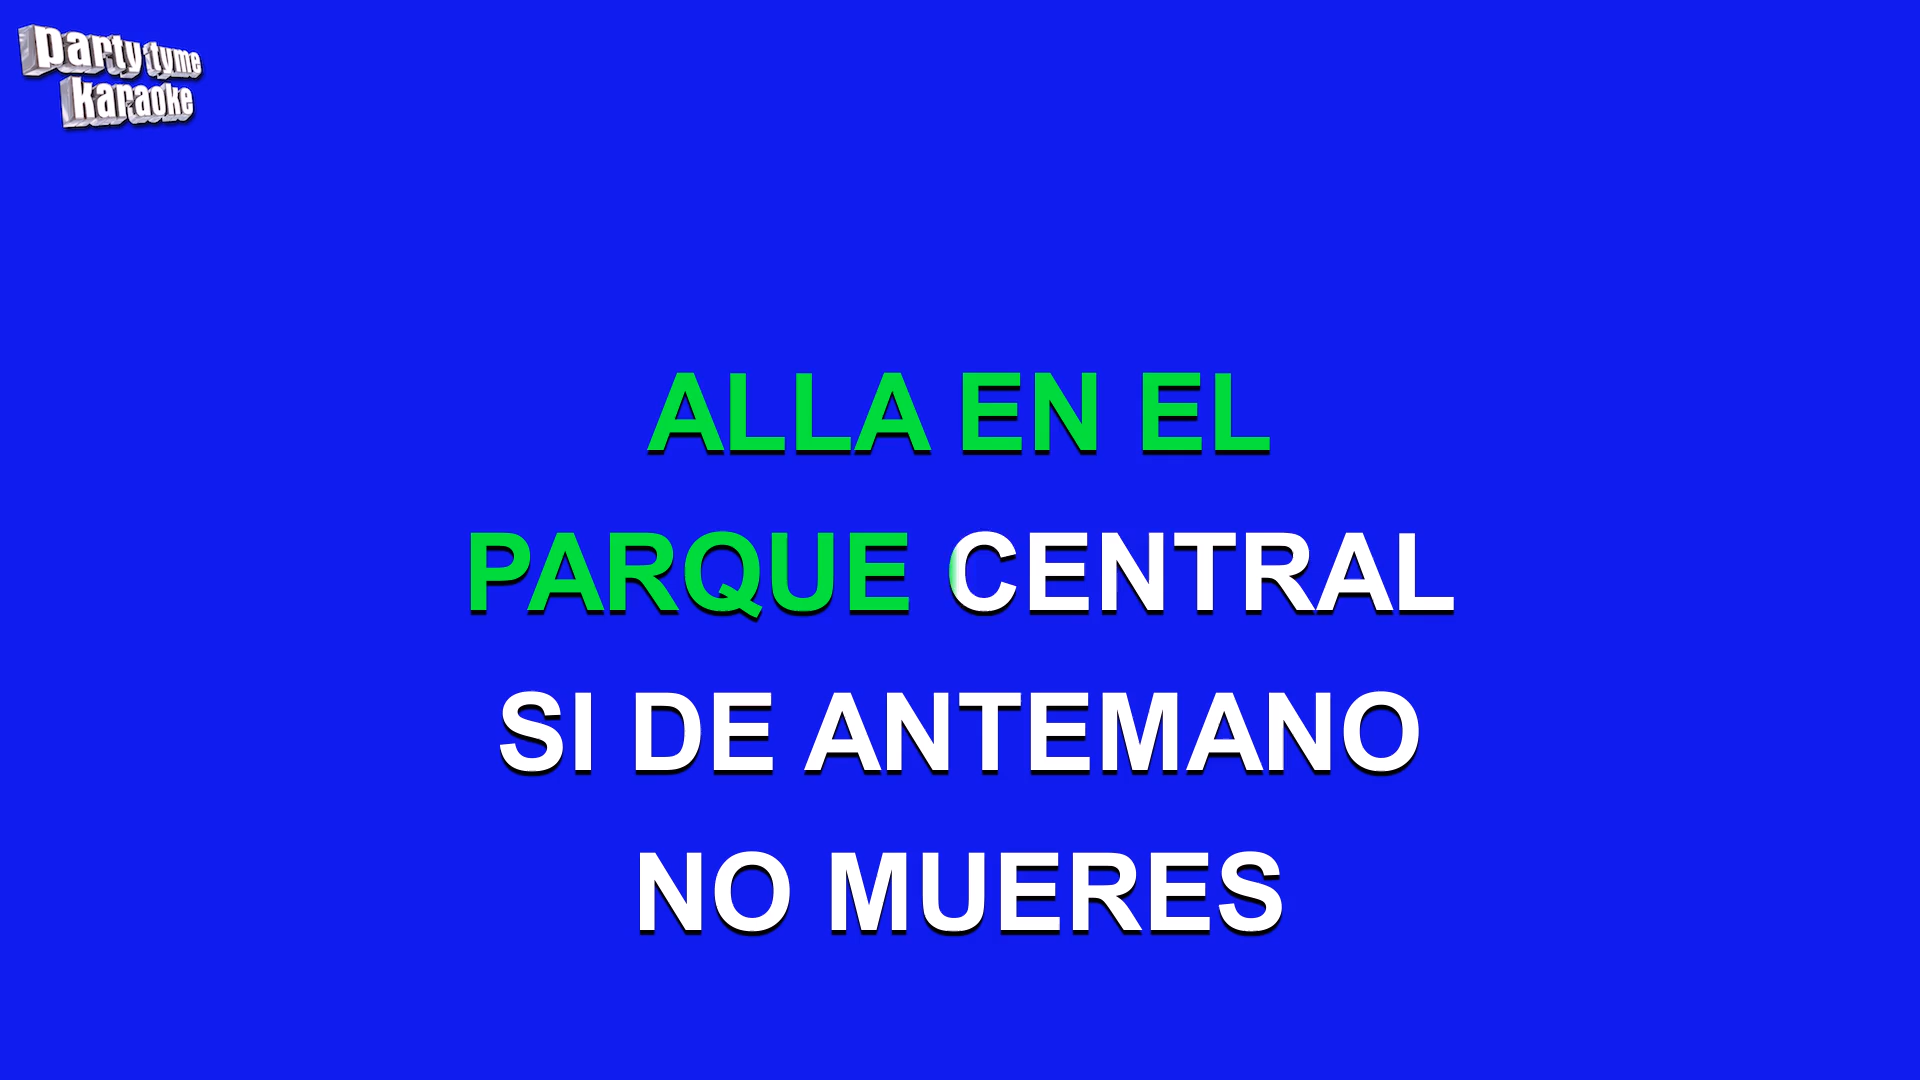 party tyme
karaoke
ALLA EN EL
PARQUE CENTRAL
SI DE ANTEMANO
NO MUERES